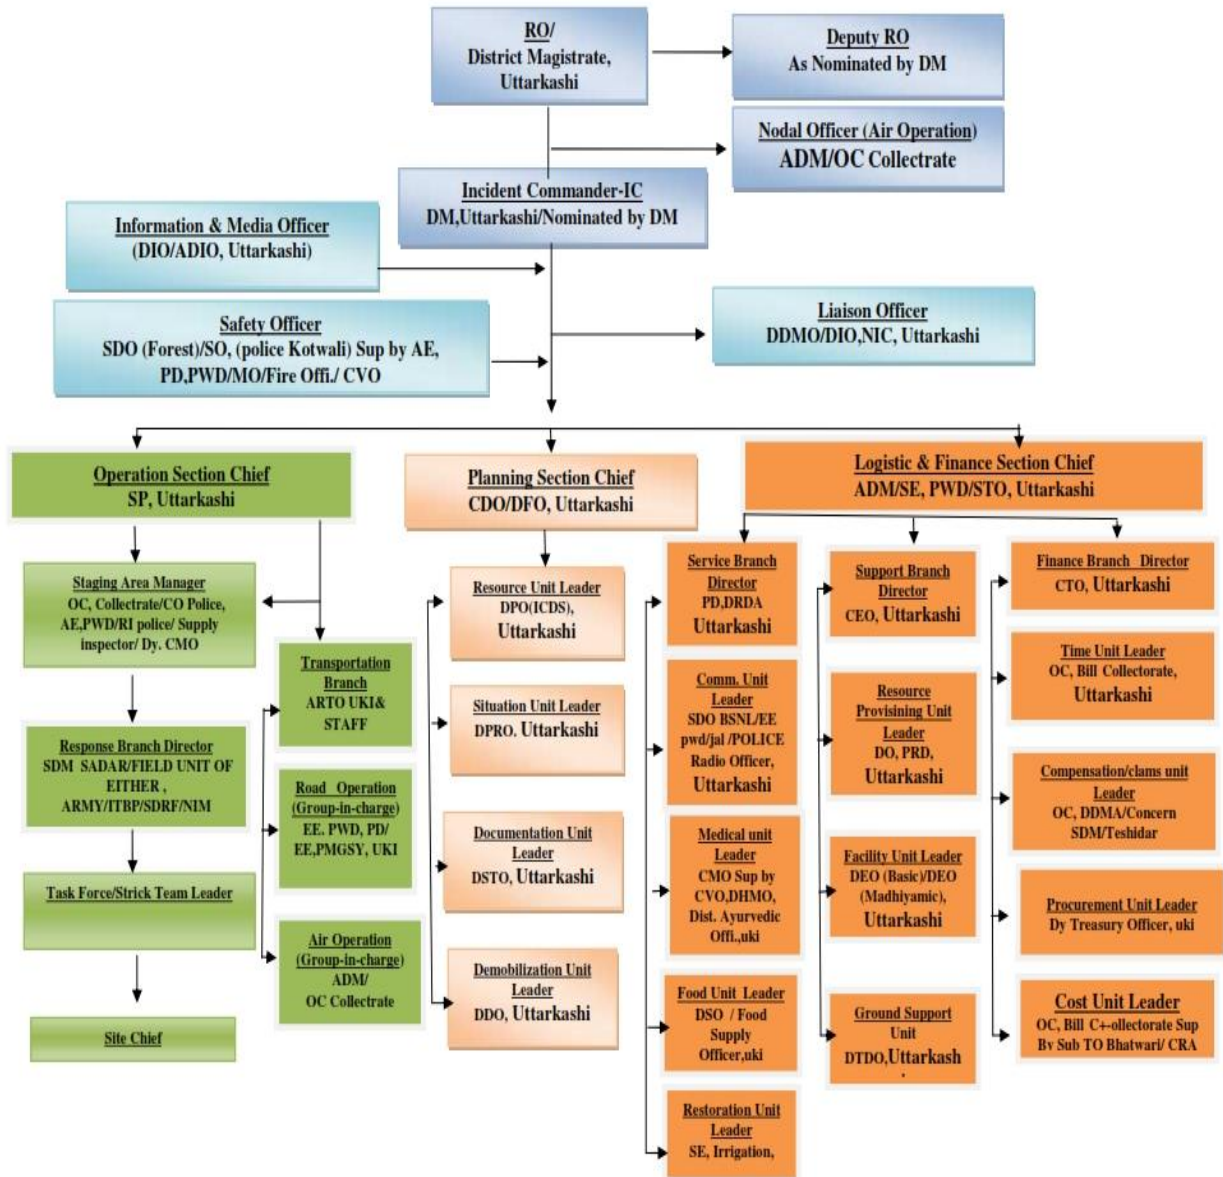 RO/
District Magistrate,
Uttarkashi
Deputy RO
As Nominated by DM
Nodal Officer (Air Operation)
ADM/OC Collectrate
Incident Commander-IC
DM,Uttarkashi/Nominated by DM
Information & Media Officer
(DIO/ADIO, Uttarkashi)
Safety Officer
SDO (Forest)/SO, (police Kotwali) Sup by AE,
PD,PWD/MO/Fire Offi./ CVO
Liaison Officer
DDMO/DIO,NIC, Uttarkashi
Operation Section Chief
SP, Uttarkashi
Planning Section Chief
CDO/DFO, Uttarkashi
Logistic & Finance Section Chief
ADM/SE, PWD/STO, Uttarkashi
Staging Area Manager
OC, Collectrate/CO Police,
AE,PWD/RI police/ Supply
inspector/ Dy. CMO
Response Branch Director
SDM SADAR/FIELD UNIT OF
EITHER ,
ARMY/ITBP/SDRF/NIM
Task Force/Strick Team Leader
Site Chief
Transportation
Branch
ARTO UKI&
STAFF
Road Operation
(Group-in-charge)
EE. PWD, PD/
EE,PMGSY, UKI
Air Operation
(Group-in-charge)
ADM/
OC Collectrate
Resource Unit Leader
DPO(ICDS),
Uttarkashi
Situation Unit Leader
DPRO. Uttarkashi
Documentation Unit
Leader
DSTO, Uttarkashi
Demobilization Unit
Leader
DDO, Uttarkashi
Service Branch
Director
PD,DRDA
Uttarkashi
Comm. Unit
Leader
SDO BSNL/EE
pwd/jal /POLICE
Radio Officer,
Uttarkashi
Medical unit
Leader
CMO Sup by
CVO,DHMO,
Dist. Ayurvedic
Offi.,uki
Food Unit Leader
DSO / Food
Supply
Officer,uki
Restoration Unit
Leader
SE, Irrigation,
Support Branch
Director
CEO, Uttarkashi
Resource
Provisining Unit
Leader
DO, PRD,
Uttarkashi
Facility Unit Leader
DEO (Basic)/DEO
(Madhiyamic),
Uttarkashi
Ground Support
Unit
DTDO,Uttarkash
Finance Branch Director
CTO, Uttarkashi
Time Unit Leader
OC, Bill Collectorate,
Uttarkashi
Compensation/clams unit
Leader
OC, DDMA/Concern
SDM/Teshidar
Procurement Unit Leader
Dy Treasury Officer, uki
Cost Unit Leader
OC, Bill C+-ollectorate Sup
By Sub TO Bhatwari/ CRA